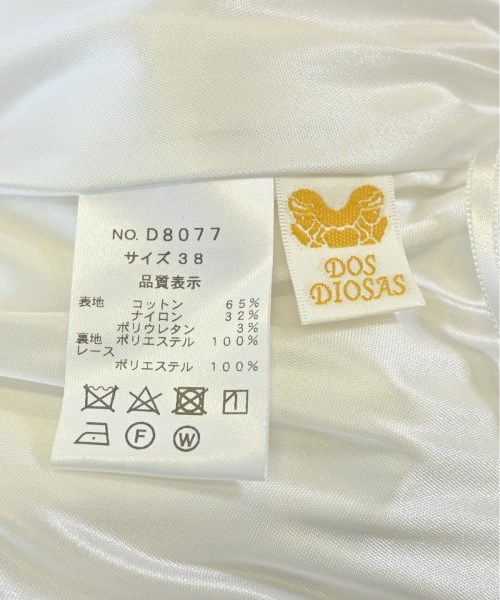 NO. D8077
サイズ38
品質表示
表地 コットン 65%
ナイロン 32%
ポリウレタン 3%
裏地 ポリエステル 100%
レース
ポリエステル 100%
F W
DOS
DIOSAS